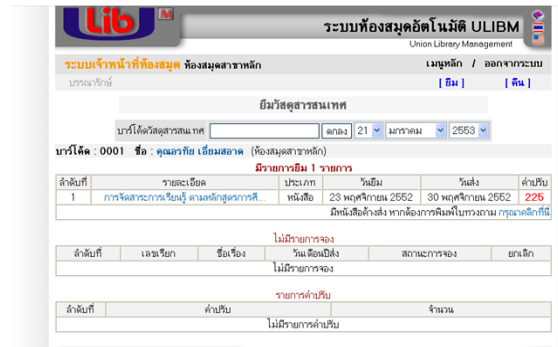 Lib M
ระบบห้องสมุดอัตโนมัติ ULIBM
Union Library Management
ระบบเจ้าหน้าที่ห้องสมุด ห้องสมุดสาขาหลัก เมนูหลัก / ออกจากระบบ
บรรณารักษ์ [ ยืม ] [ คืน ]
ยืมวัสดุสารสนเทศ
บาร์โค้ดวัสดุสารสนเทศ ตกลง 21 มกราคม 2553
บาร์โค้ด : 0001 ชื่อ : คุณอรทัย เอี่ยมสอาด (ห้องสมุดสาขาหลัก)
มีรายการยืม 1 รายการ
ลำดับที่ รายละเอียด ประเภท วันยืม วันส่ง ค่าปรับ
1 การจัดสาระการเรียนรู้ ตามหลักสูตรการศึ... หนังสือ 23 พฤศจิกายน 2552 30 พฤศจิกายน 2552 225
มีหนังสือค้างส่ง หากต้องการพิมพ์ใบทวงถาม กรุณาคลิกที่นี่
ไม่มีรายการจอง
ลำดับที่ เลขเรียก ชื่อเรื่อง วันเดือนปีส่ง สถานะการจอง ยกเลิก
ไม่มีรายการจอง
รายการค่าปรับ
ลำดับที่ ค่าปรับ จำนวน
ไม่มีรายการค่าปรับ